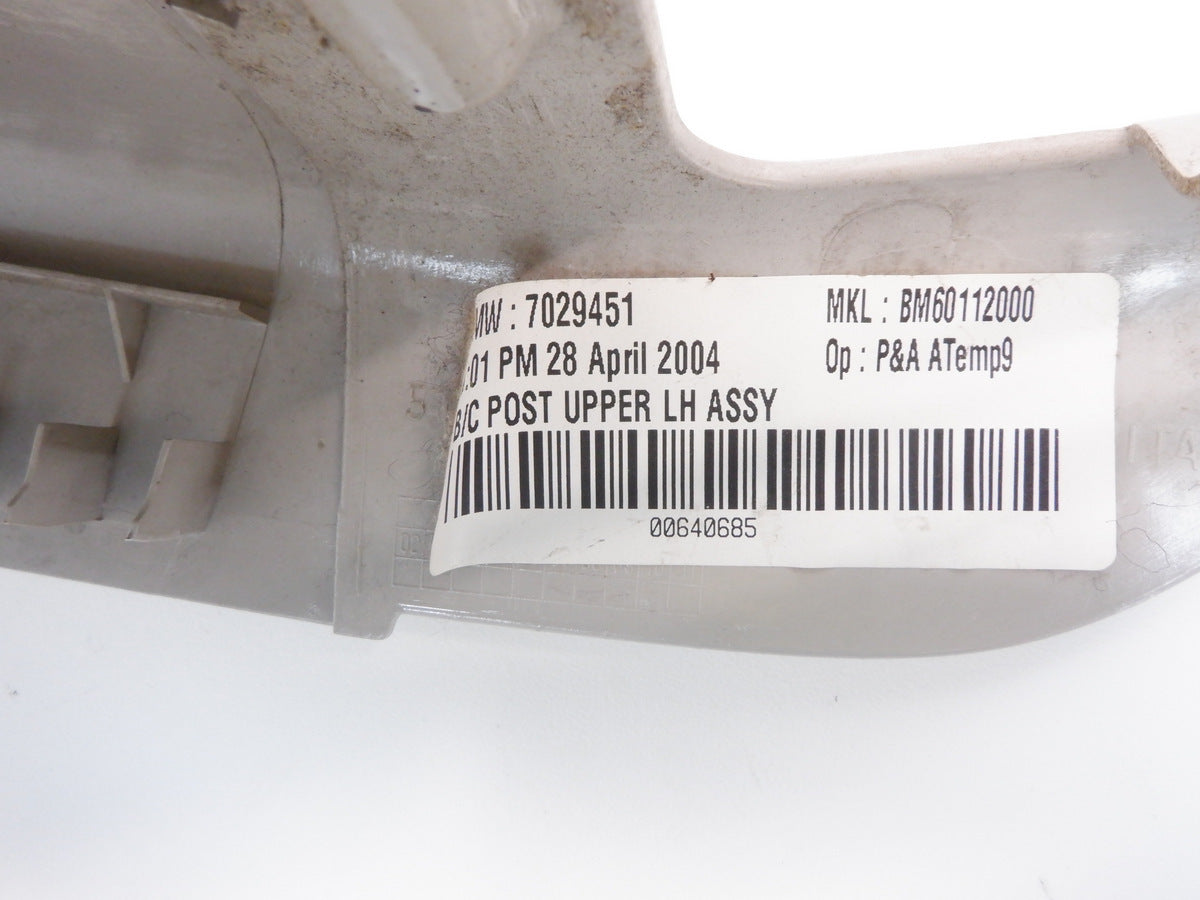 MW : 7029451
MKL : BM60112000
:01 PM 28 April 2004
Op : P&A ATemp9
B/C POST UPPER LH ASSY
00640685